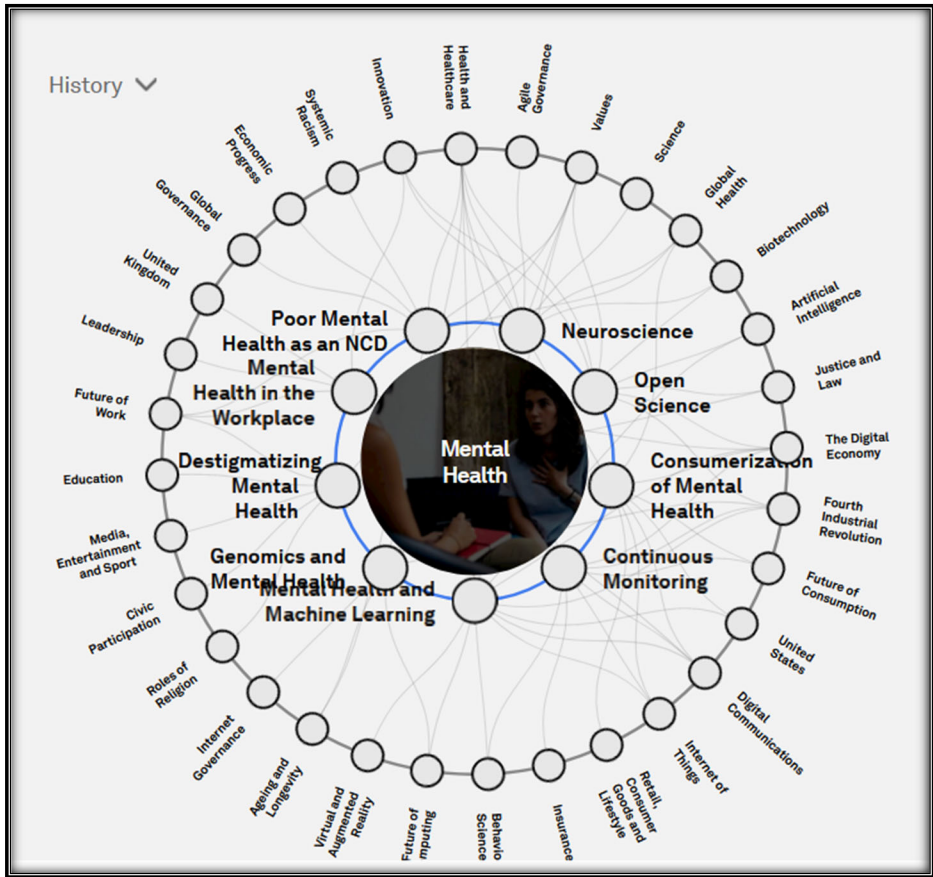 History
Innovation
Health and
Healthcare
Agile
Governance
Values
Science
Global
Health
Biotechnology
Artificial
Intelligence
Justice and
Law
The Digital
Economy
Fourth
Industrial
Revolution
Future of
Consumption
United
States
Digital
Communications
Internet of
Things
Retail,
Consumer
Goods and
Lifestyle
Insurance
Behavio
Science
Future of
mputing
Virtual and
Augmented
Reality
Ageing and
Longevity
Internet
Governance
Roles of
Religion
Civic
Participation
Media,
Entertainment
and Sport
Education
Future of
Work
Leadership
United
Kingdom
Global
Governance
Economic
Progress
Systemic
Racism
Poor Mental
Health as an NCD
Mental
Health in the
Workplace
Destigmatizing
Mental
Health
Genomics and
Mental Health
Mental Health and
Machine Learning
Neuroscience
Open
Science
Consumerization
of Mental
Health
Continuous
Monitoring
Mental
Health